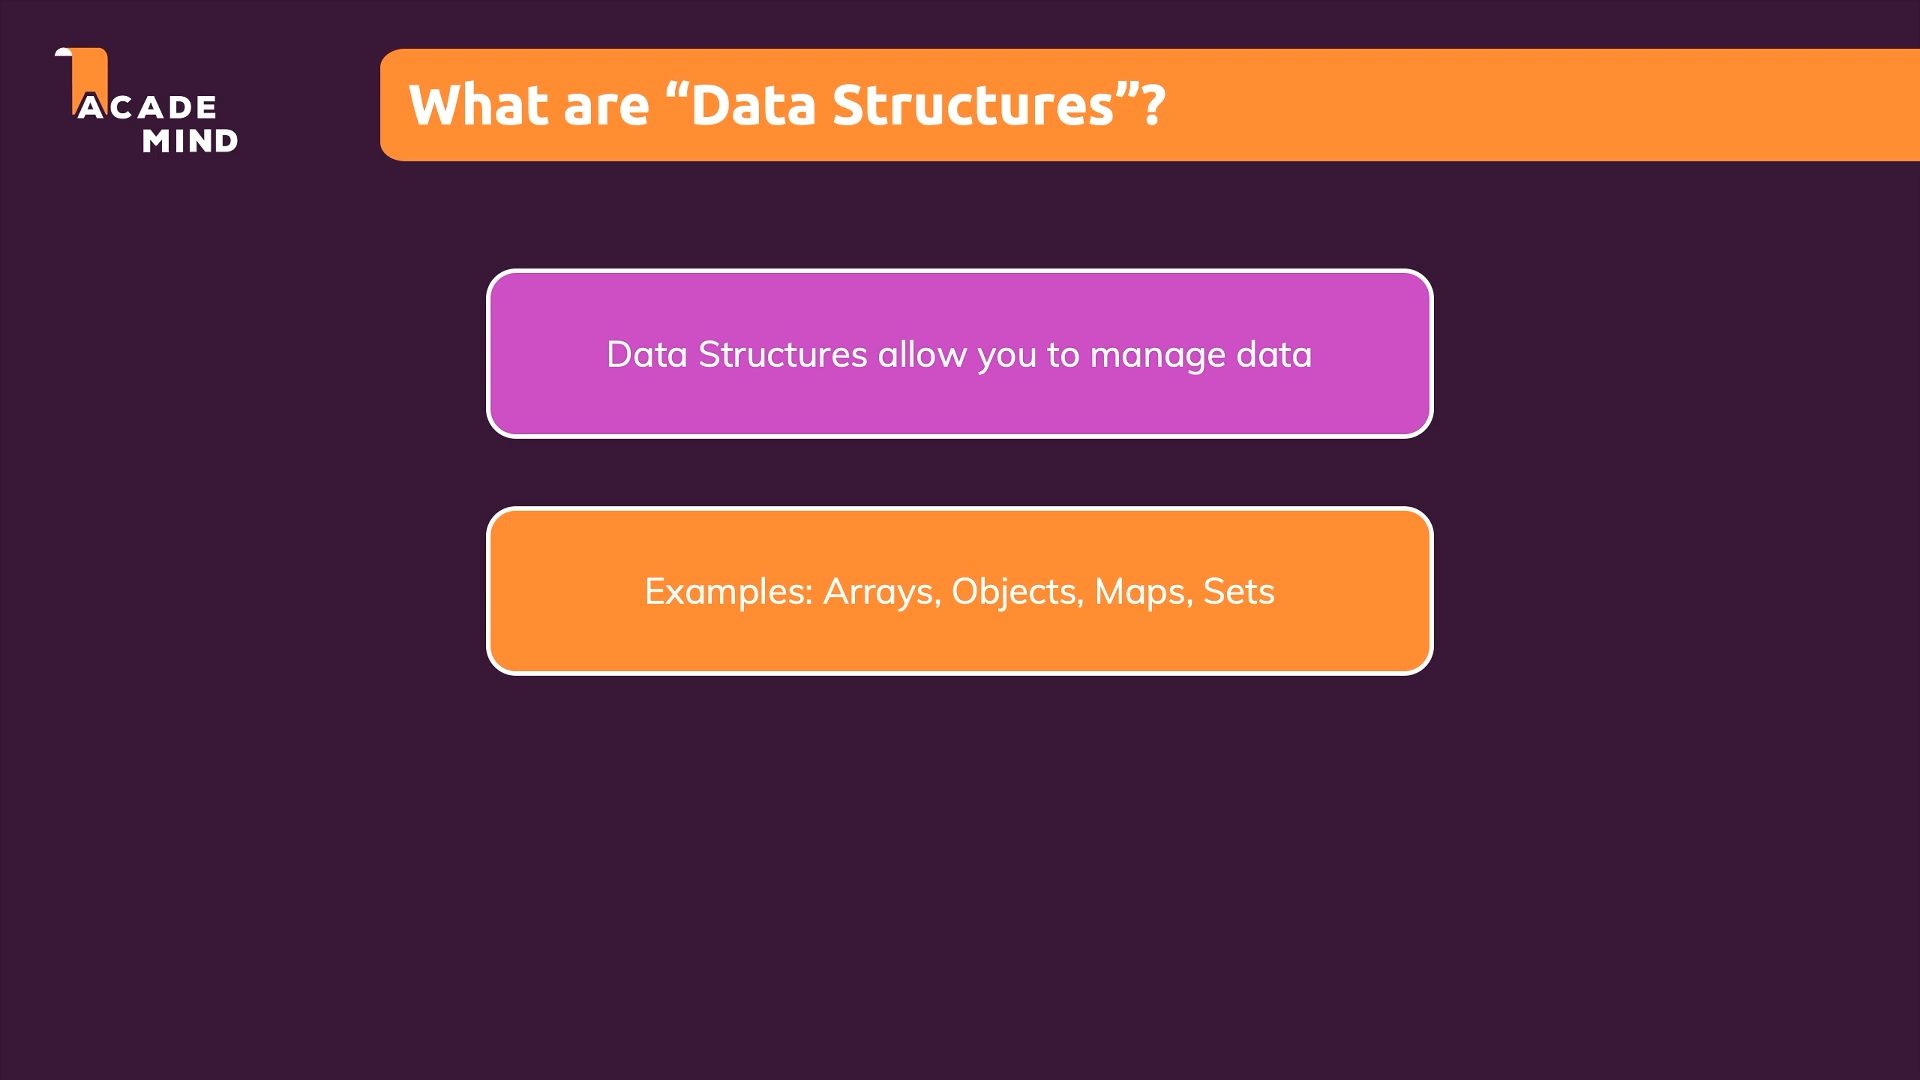 ACADE
MIND
What are “Data Structures”?
Data Structures allow you to manage data
Examples: Arrays, Objects, Maps, Sets